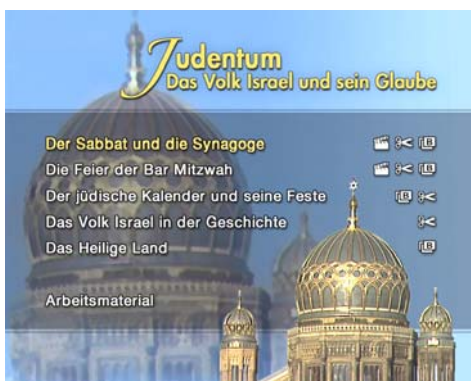 Judentum
Das Volk Israel und sein Glaube
Der Sabbat und die Synagoge
Die Feier der Bar Mitzwah
Der jüdische Kalender und seine Feste
Das Volk Israel in der Geschichte
Das Heilige Land
Arbeitsmaterial